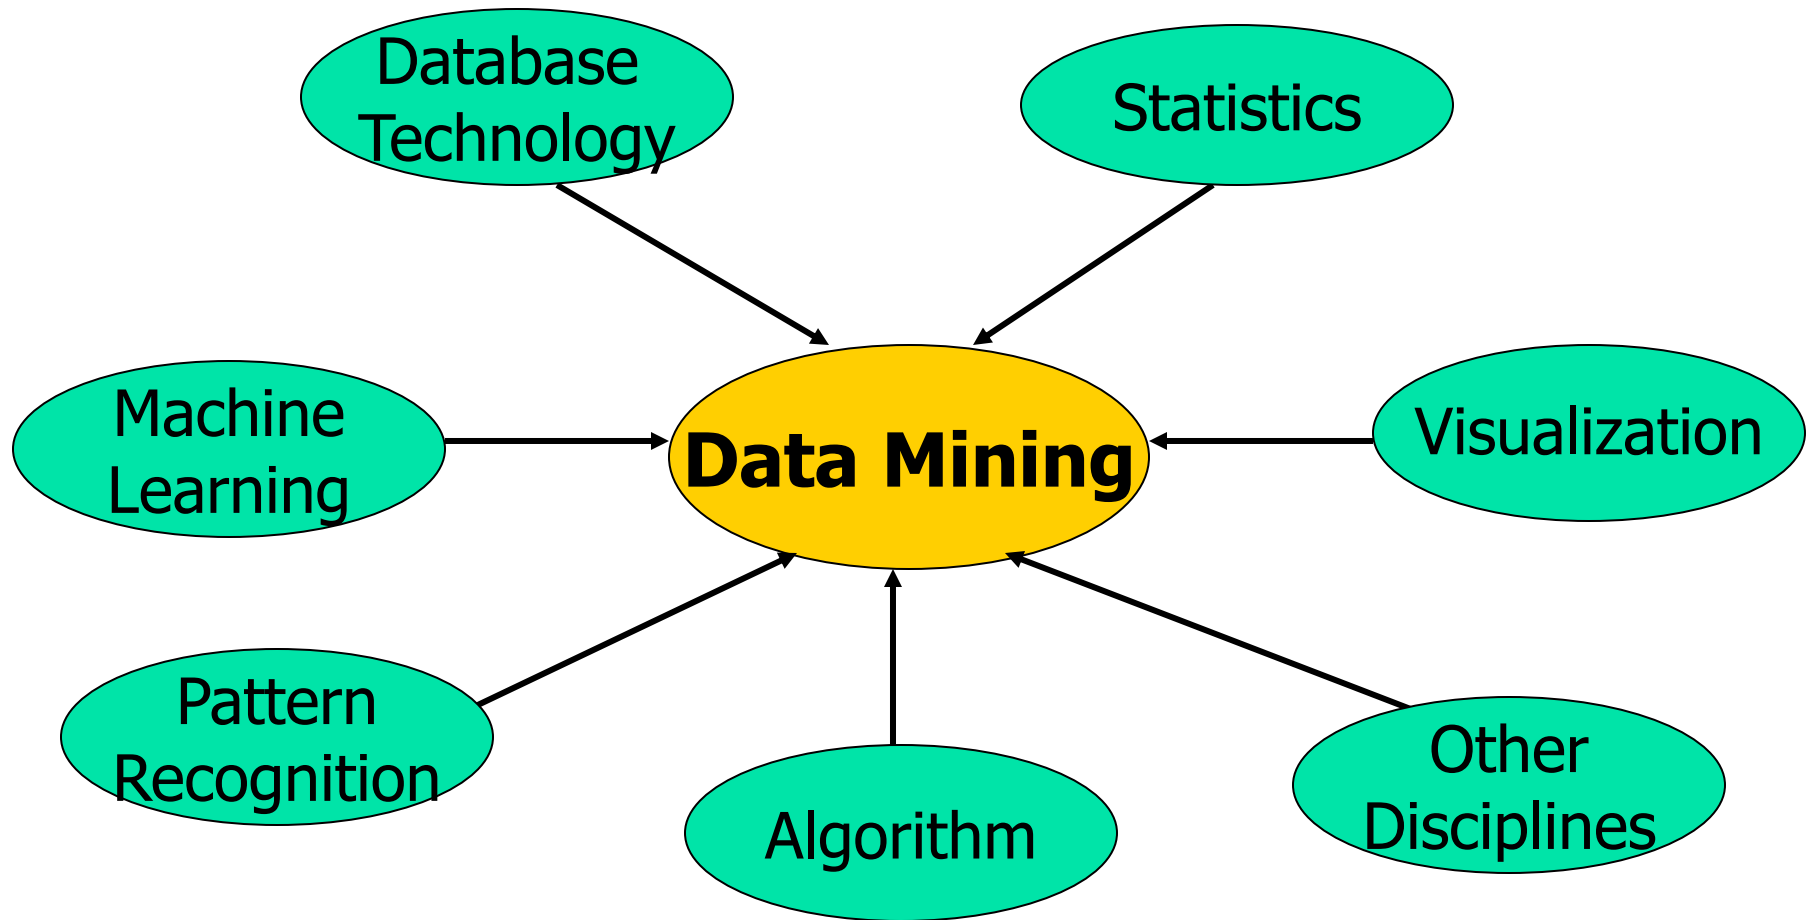 Database
Technology
Statistics
Machine
Learning
Data Mining
Visualization
Pattern
Recognition
Algorithm
Other
Disciplines